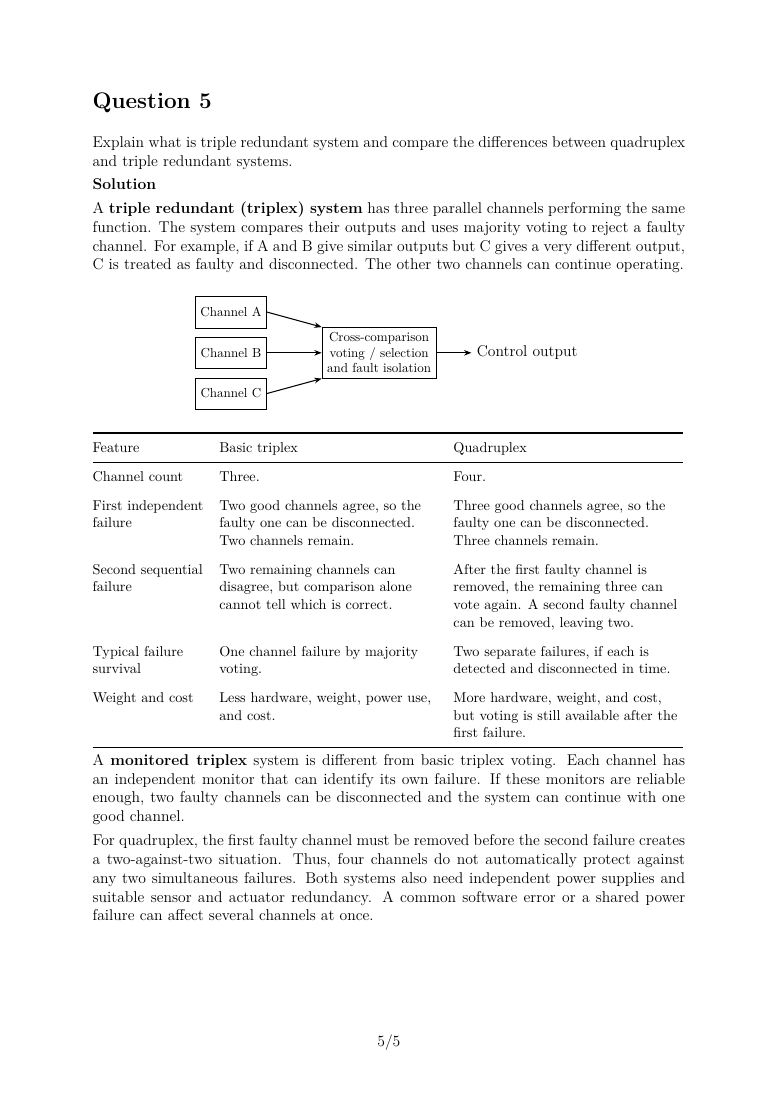 Question 5
Explain what is triple redundant system and compare the differences between quadruplex
and triple redundant systems.
Solution
A triple redundant (triplex) system has three parallel channels performing the same
function. The system compares their outputs and uses majority voting to reject a faulty
channel. For example, if A and B give similar outputs but C gives a very different output,
C is treated as faulty and disconnected. The other two channels can continue operating.
Channel A
Channel B
Channel C
Cross-comparison
voting / selection
and fault isolation
Control output
Feature Basic triplex Quadruplex
Channel count Three. Four.
First independent Two good channels agree, so the Three good channels agree, so the
failure faulty one can be disconnected. faulty one can be disconnected.
Two channels remain. Three channels remain.
Second sequential Two remaining channels can After the first faulty channel is
failure disagree, but comparison alone removed, the remaining three can
cannot tell which is correct. vote again. A second faulty channel
can be removed, leaving two.
Typical failure One channel failure by majority Two separate failures, if each is
survival voting. detected and disconnected in time.
Weight and cost Less hardware, weight, power use, More hardware, weight, and cost,
and cost. but voting is still available after the
first failure.
A monitored triplex system is different from basic triplex voting. Each channel has
an independent monitor that can identify its own failure. If these monitors are reliable
enough, two faulty channels can be disconnected and the system can continue with one
good channel.
For quadruplex, the first faulty channel must be removed before the second failure creates
a two-against-two situation. Thus, four channels do not automatically protect against
any two simultaneous failures. Both systems also need independent power supplies and
suitable sensor and actuator redundancy. A common software error or a shared power
failure can affect several channels at once.
5/5